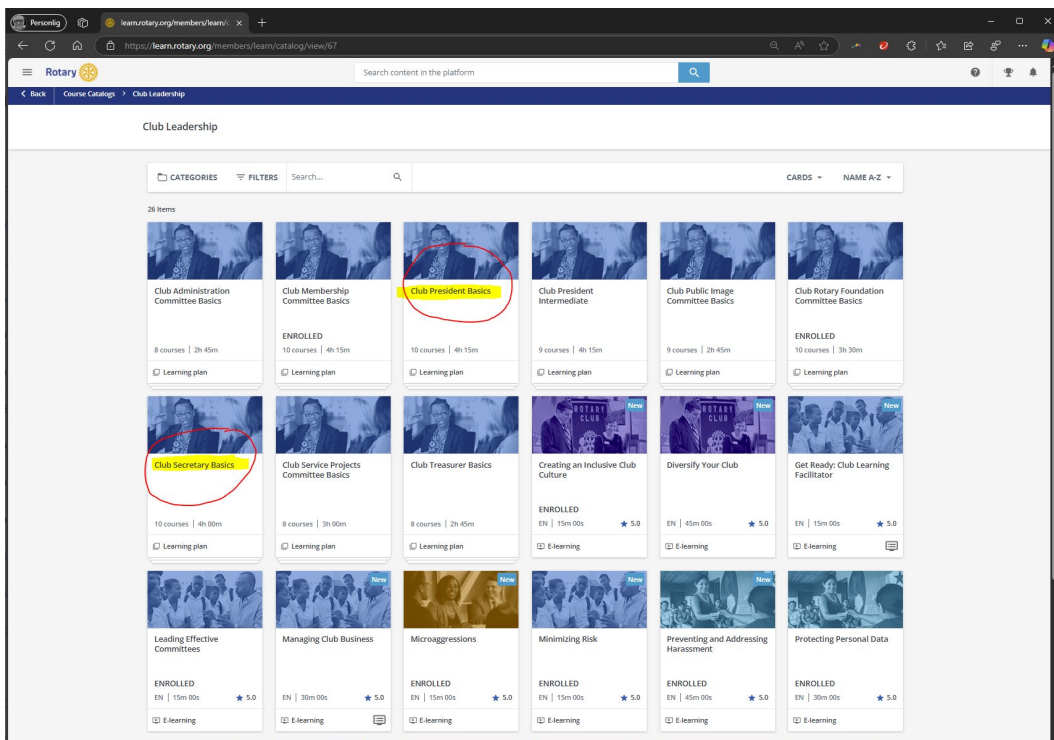 Personlig
learn.rotary.org/members/learn/c
https://learn.rotary.org/members/learn/catalog/view/67
Rotary
Search content in the platform
Back Course Catalogs > Club Leadership
Club Leadership
CATEGORIES FILTERS Search... CARDS NAME A-Z
26 Items
Club Administration
Committee Basics
8 courses | 2h 45m
Learning plan
Club Membership
Committee Basics
ENROLLED
10 courses | 4h 15m
Learning plan
Club President Basics
10 courses | 4h 15m
Learning plan
Club President
Intermediate
9 courses | 4h 15m
Learning plan
Club Public Image
Committee Basics
9 courses | 2h 45m
Learning plan
Club Rotary Foundation
Committee Basics
ENROLLED
10 courses | 3h 30m
Learning plan
Club Secretary Basics
10 courses | 4h 00m
Learning plan
Club Service Projects
Committee Basics
8 courses | 3h 00m
Learning plan
Club Treasurer Basics
8 courses | 2h 45m
Learning plan
New
ROTARY
CLUB
Creating an Inclusive Club
Culture
ENROLLED
EN | 15m 00s ★ 5.0
E-learning
New
ROTARY
CLUB
Diversify Your Club
EN | 45m 00s ★ 5.0
E-learning
New
Get Ready: Club Learning
Facilitator
EN | 15m 00s ★ 5.0
E-learning
Leading Effective
Committees
ENROLLED
EN | 15m 00s ★ 5.0
E-learning
New
Managing Club Business
EN | 30m 00s ★ 5.0
E-learning
New
Microaggressions
ENROLLED
EN | 15m 00s ★ 5.0
E-learning
New
Minimizing Risk
ENROLLED
EN | 15m 00s ★ 5.0
E-learning
New
Preventing and Addressing
Harassment
ENROLLED
EN | 45m 00s ★ 5.0
E-learning
Protecting Personal Data
ENROLLED
EN | 30m 00s ★ 5.0
E-learning